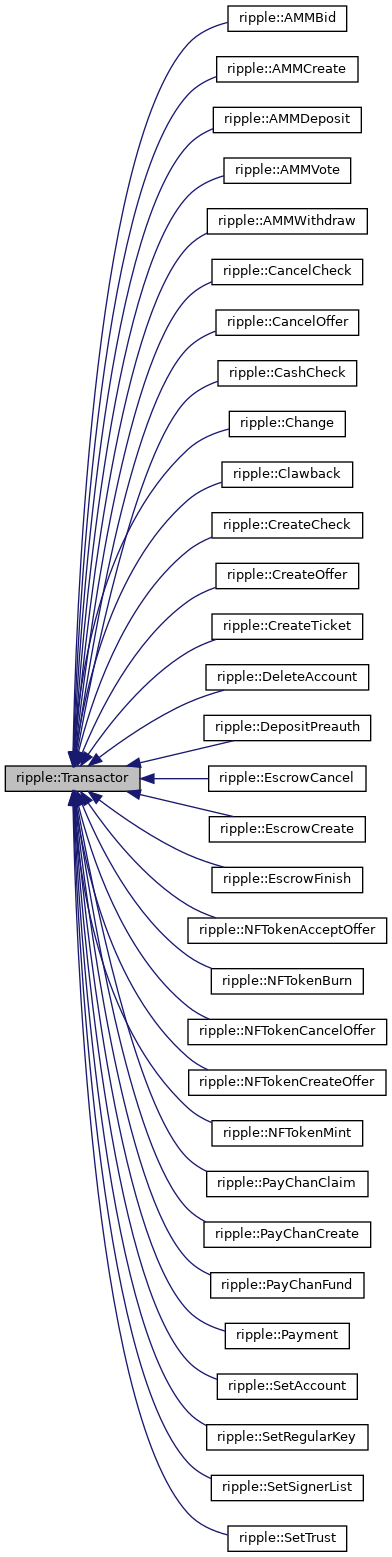 ripple::AMMBid
ripple::AMMCreate
ripple::AMMDeposit
ripple::AMMVote
ripple::AMMWithdraw
ripple::CancelCheck
ripple::CancelOffer
ripple::CashCheck
ripple::Change
ripple::Clawback
ripple::CreateCheck
ripple::CreateOffer
ripple::CreateTicket
ripple::DeleteAccount
ripple::DepositPreauth
ripple::Transactor
ripple::EscrowCancel
ripple::EscrowCreate
ripple::EscrowFinish
ripple::NFTokenAcceptOffer
ripple::NFTokenBurn
ripple::NFTokenCancelOffer
ripple::NFTokenCreateOffer
ripple::NFTokenMint
ripple::PayChanClaim
ripple::PayChanCreate
ripple::PayChanFund
ripple::Payment
ripple::SetAccount
ripple::SetRegularKey
ripple::SetSignerList
ripple::SetTrust